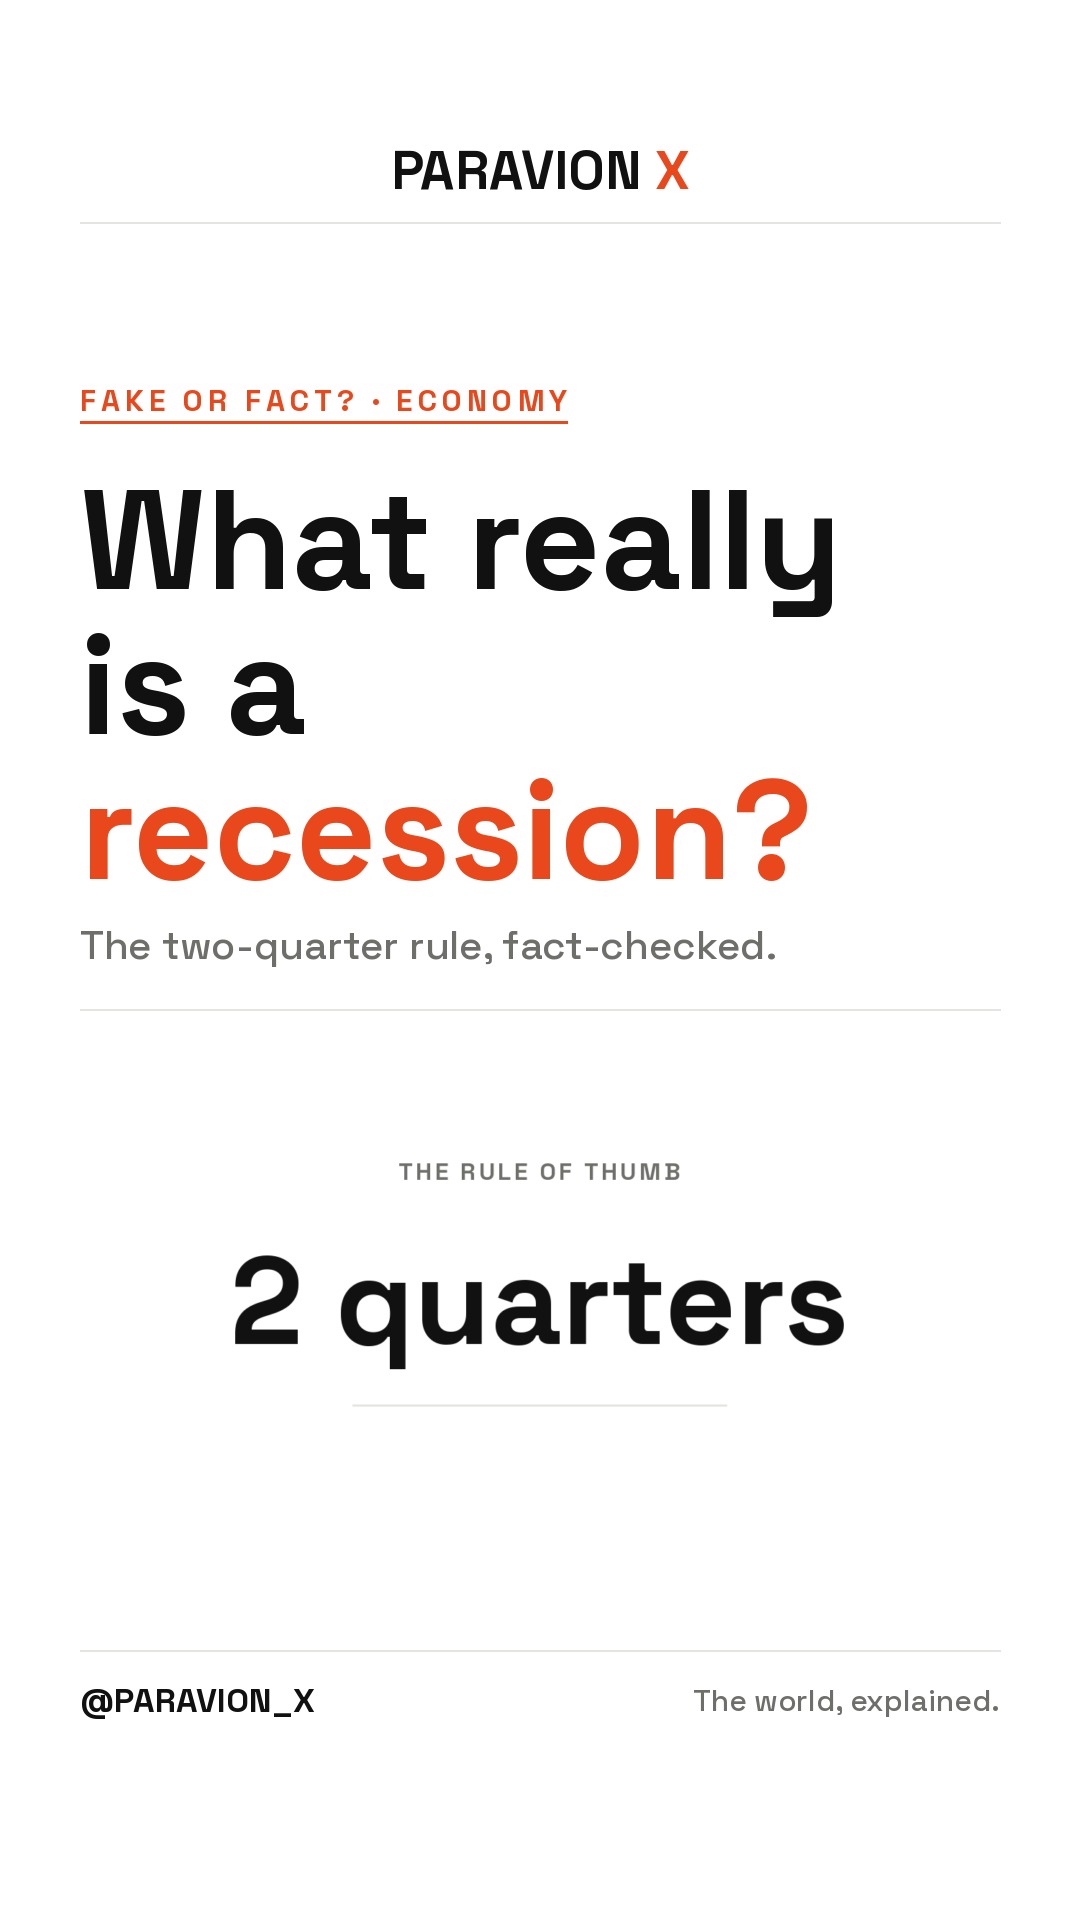 PARAVION X
FAKE OR FACT? · ECONOMY
What really
is a
recession?
The two-quarter rule, fact-checked.
THE RULE OF THUMB
2 quarters
@PARAVION_X
The world, explained.